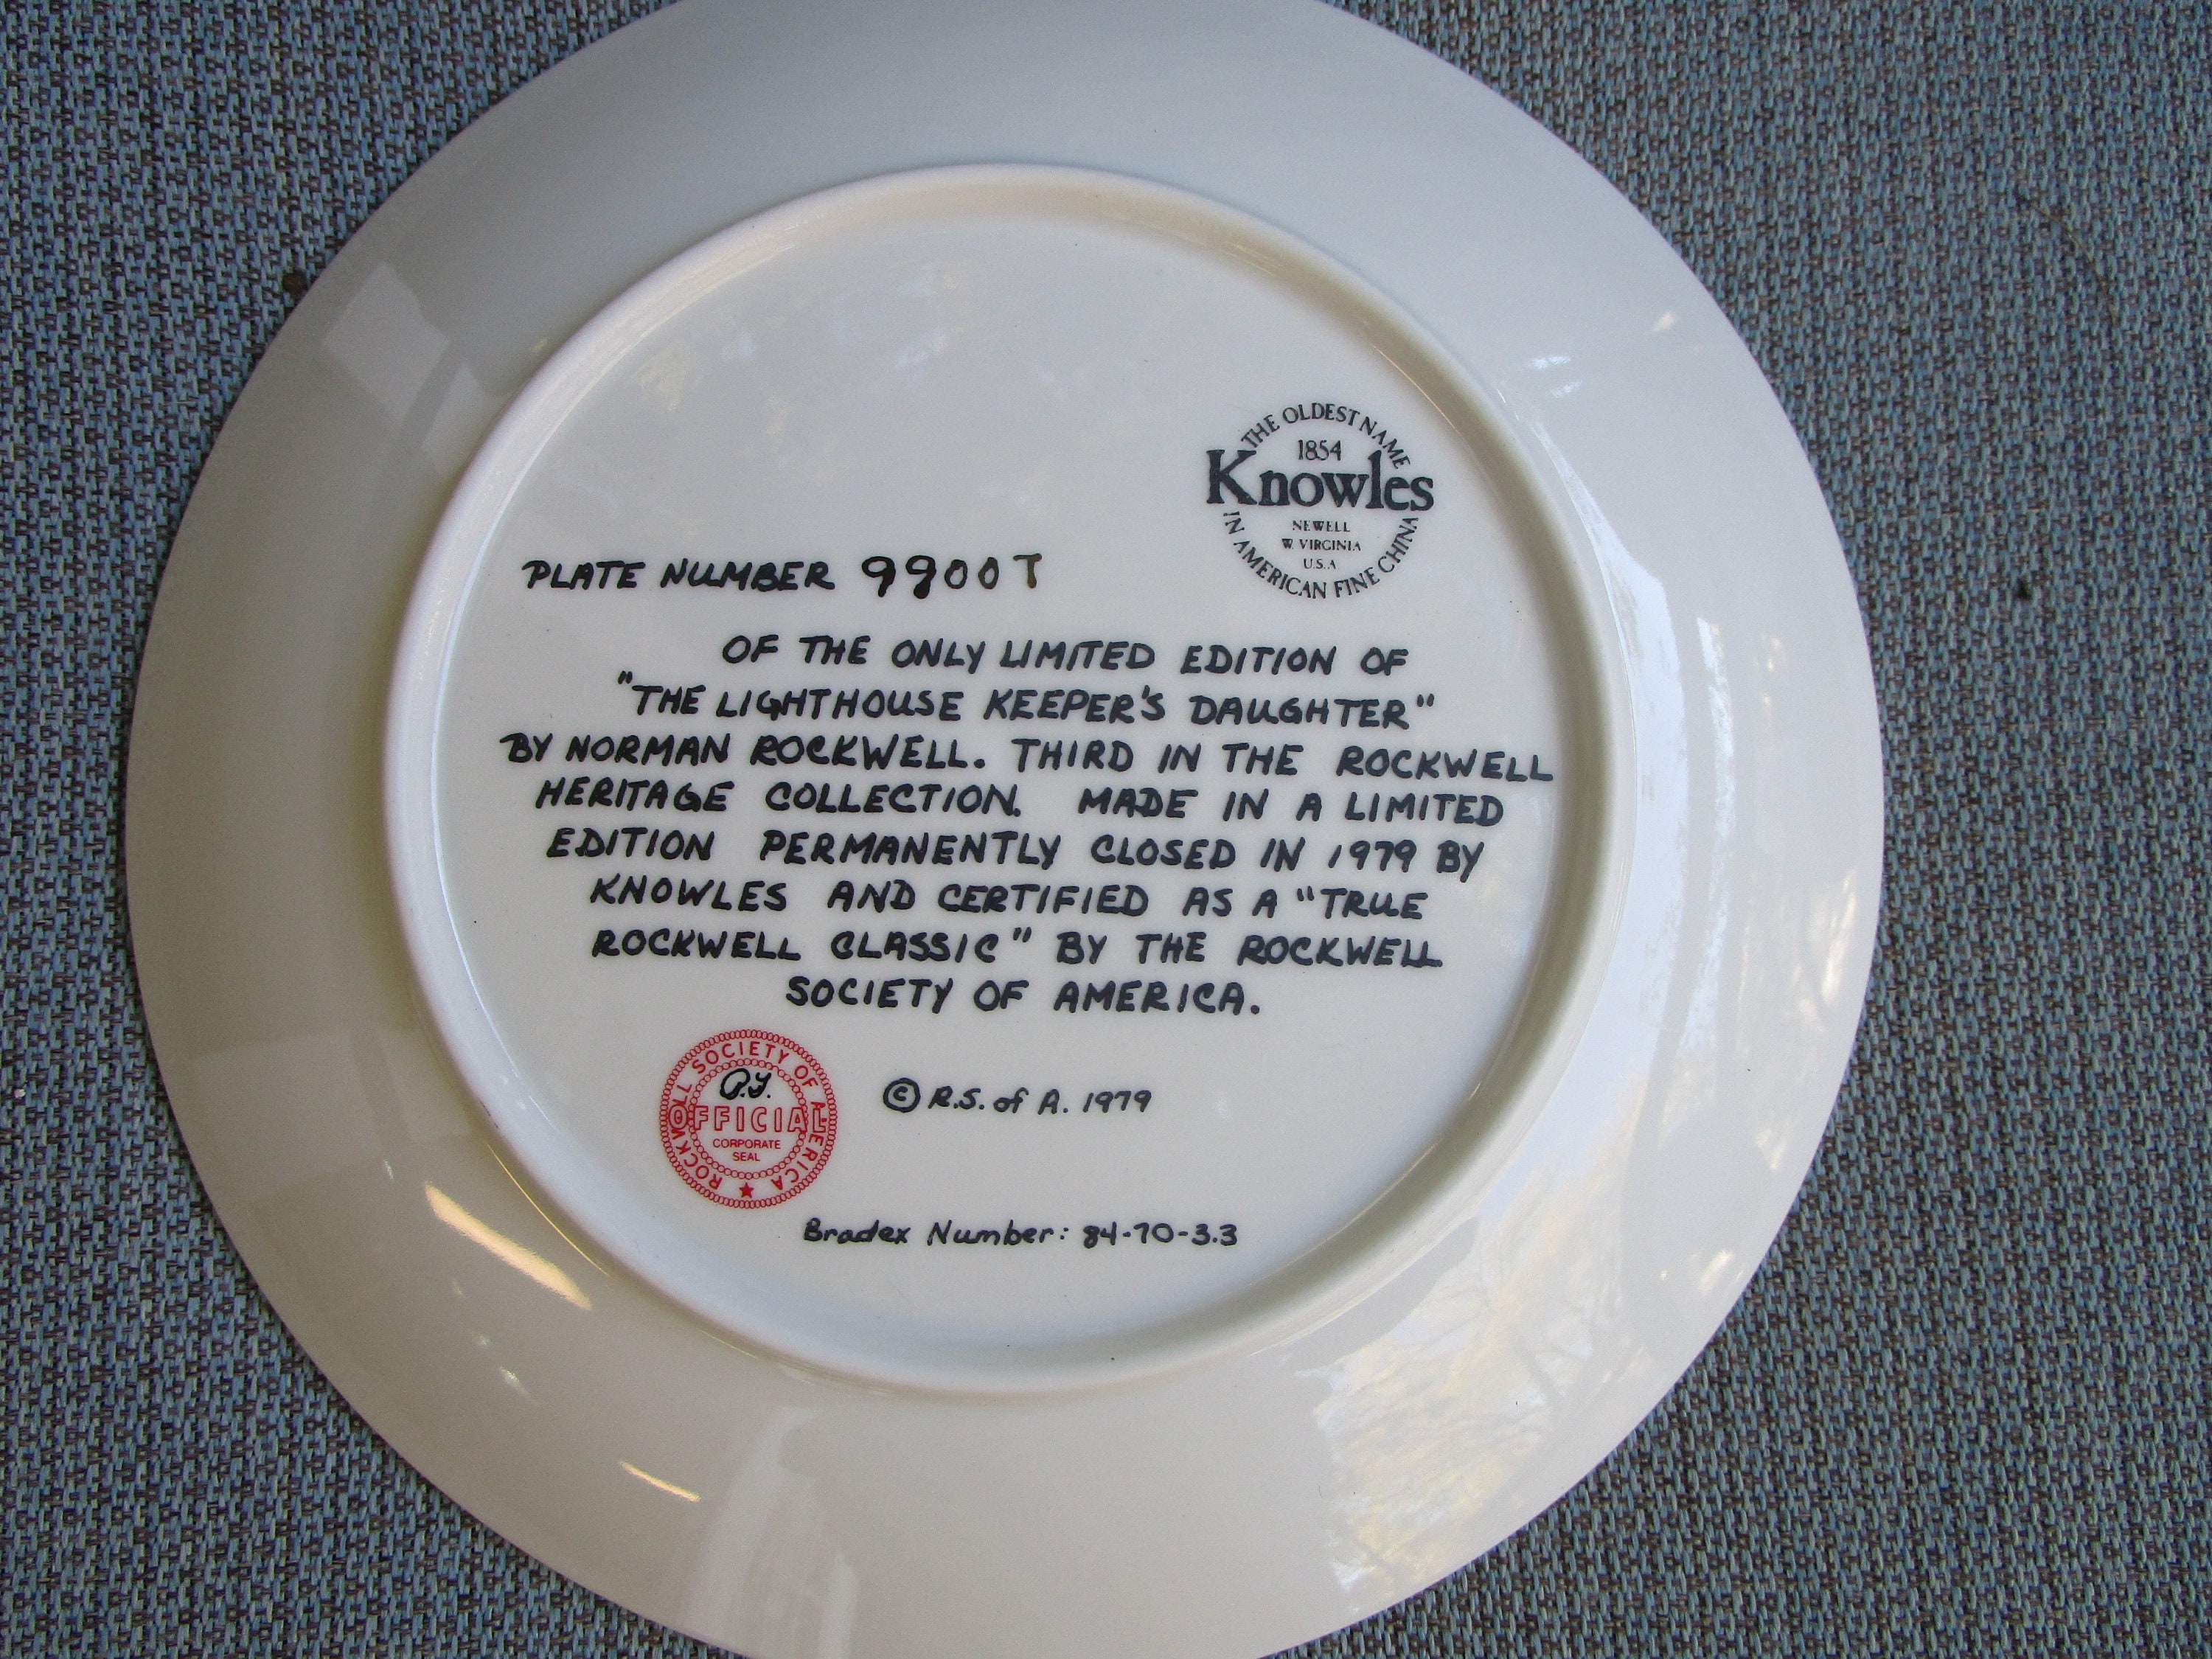 THE OLDEST NAME
1854
Knowles
NEWELL
W. VIRGINIA
U.S.A
IN AMERICAN FINE CHINA
PLATE NUMBER 9900T
OF THE ONLY LIMITED EDITION OF
"THE LIGHTHOUSE KEEPER'S DAUGHTER"
BY NORMAN ROCKWELL. THIRD IN THE ROCKWELL
HERITAGE COLLECTION. MADE IN A LIMITED
EDITION PERMANENTLY CLOSED IN 1979 BY
KNOWLES AND CERTIFIED AS A "TRUE
ROCKWELL CLASSIC" BY THE ROCKWELL
SOCIETY OF AMERICA.
ROCKWELL SOCIETY OF AMERICA
P.Y.
OFFICIAL
CORPORATE
SEAL
© R.S. of A. 1979
Bradex Number: 84-70-3.3